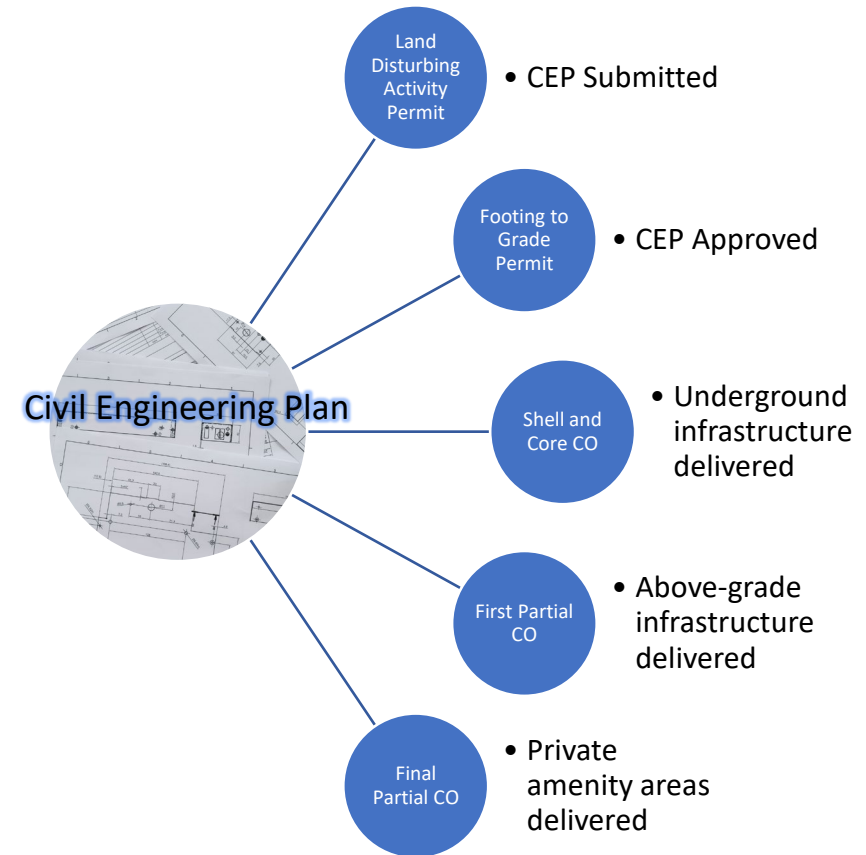 Land
Disturbing
Activity
Permit
• CEP Submitted
Footing to
Grade
Permit
• CEP Approved
Civil Engineering Plan
Shell and
Core CO
• Underground
infrastructure
delivered
First Partial
CO
• Above-grade
infrastructure
delivered
Final
Partial CO
• Private
amenity areas
delivered